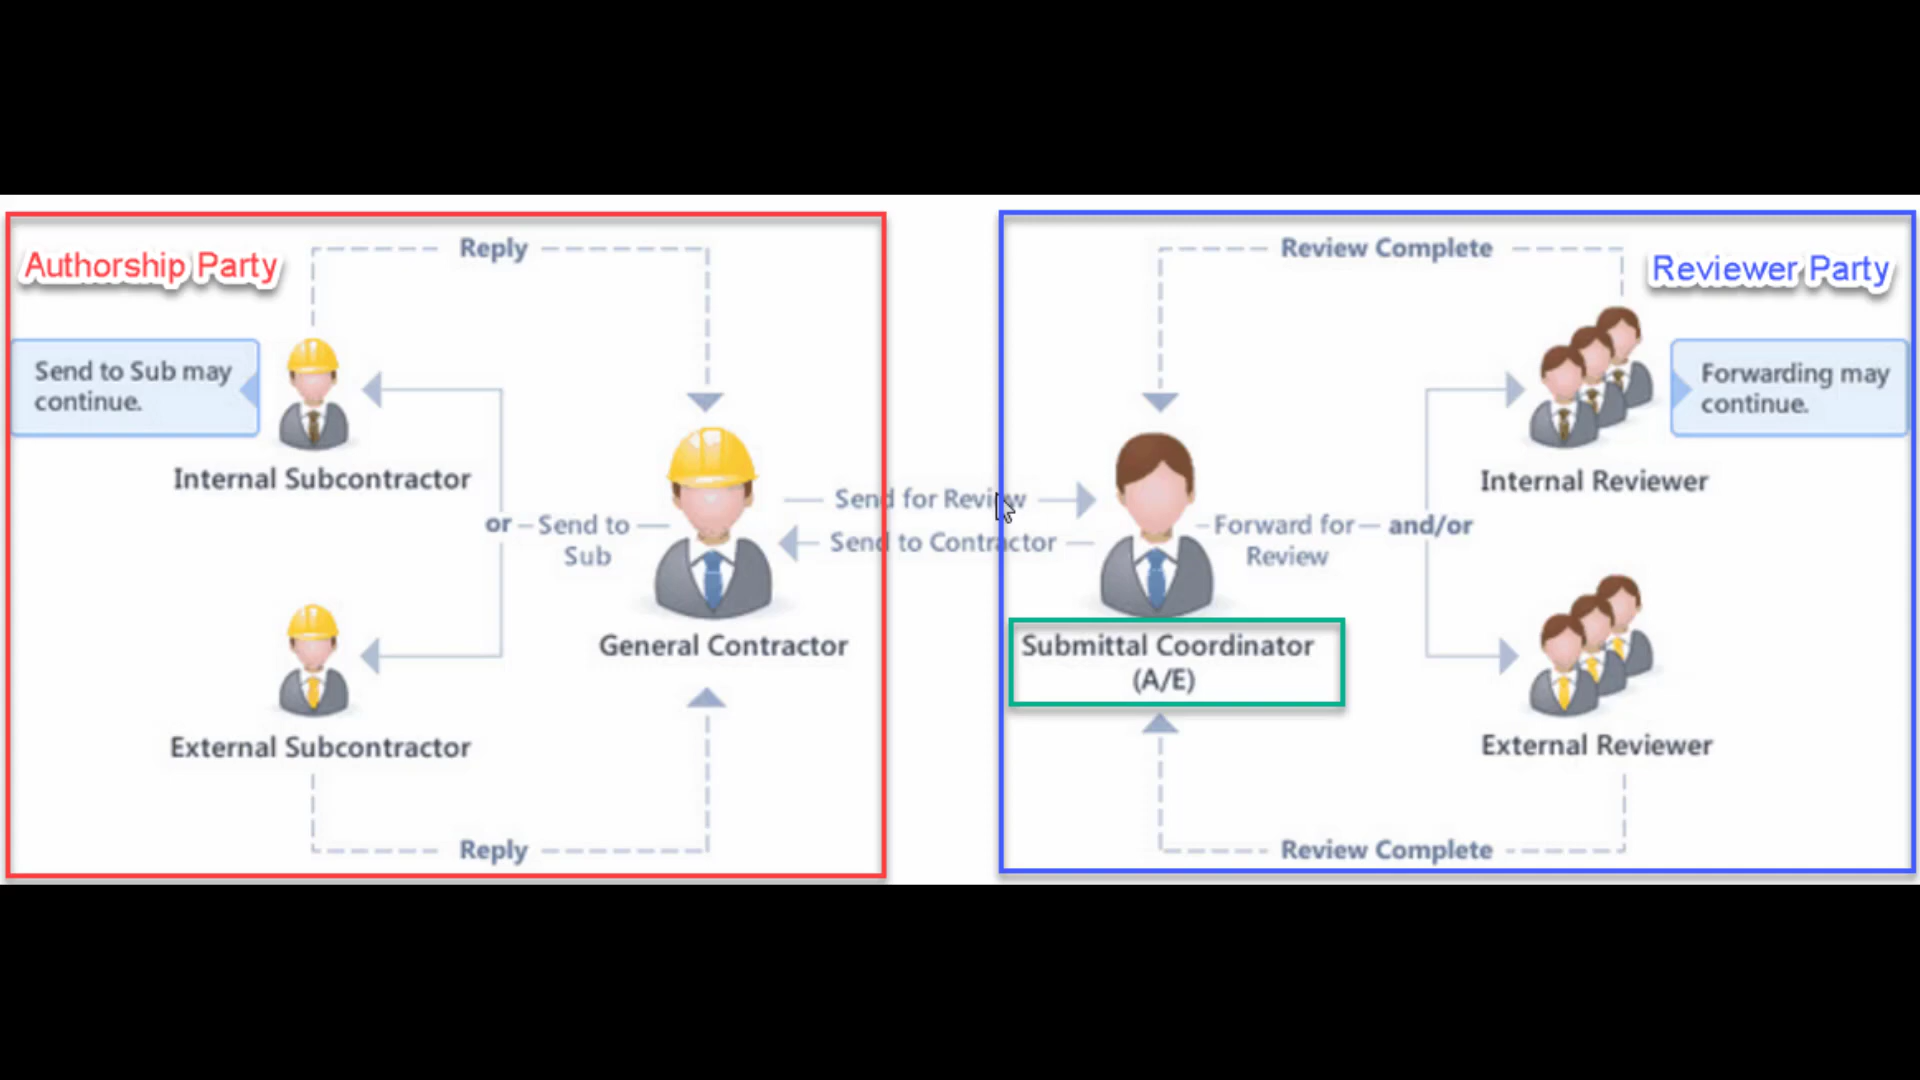 Authorship Party
Reply
Send to Sub may
continue.
Internal Subcontractor
or
Send to
Sub
General Contractor
External Subcontractor
Reply
Send for Review
Send to Contractor
Reviewer Party
Review Complete
Forwarding may
continue.
Internal Reviewer
Forward for
Review
and/or
Submittal Coordinator
(A/E)
External Reviewer
Review Complete